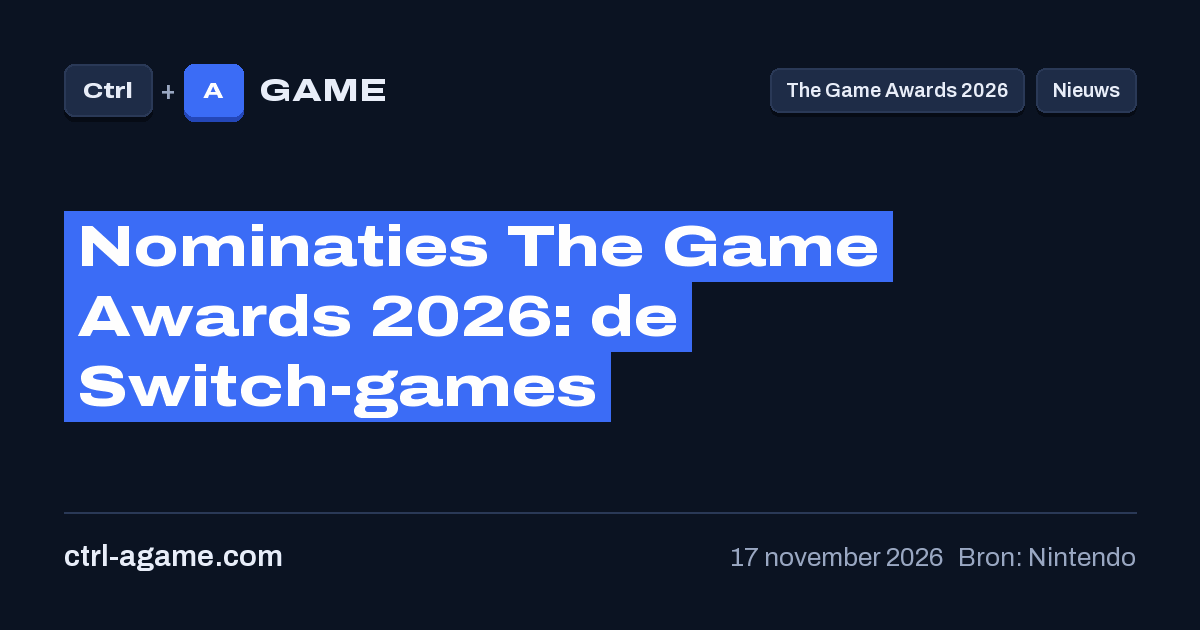 Ctrl + A GAME
The Game Awards 2026 Nieuws
Nominaties The Game
Awards 2026: de
Switch-games
ctrl-agame.com
17 november 2026 Bron: Nintendo